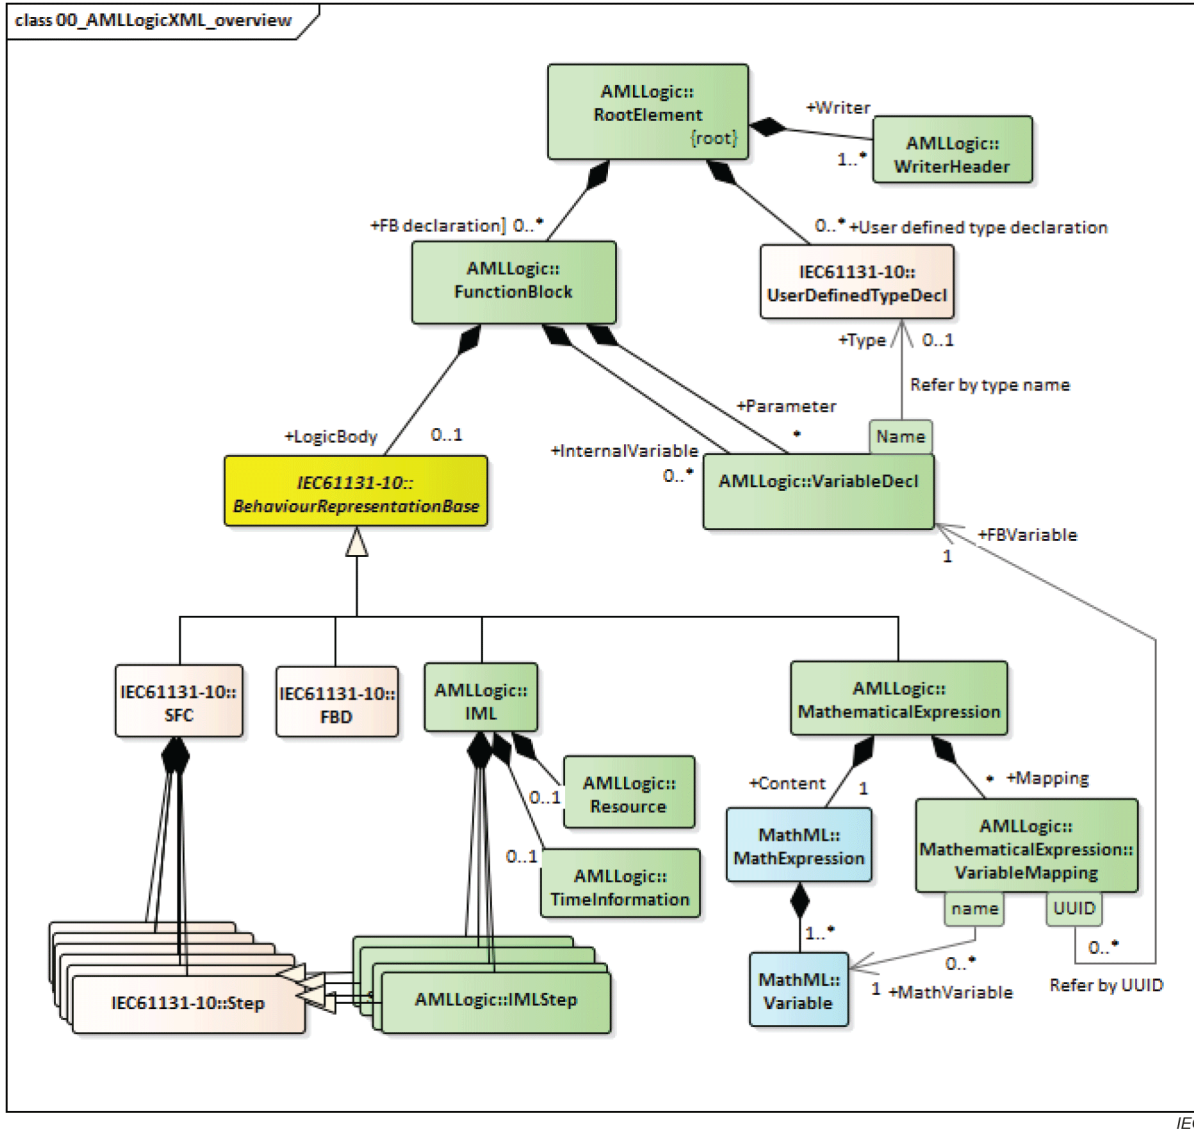 class 00_AMLLogicXML_overview
AMLLogic::
RootElement
{root}
+Writer
1..*
AMLLogic::
WriterHeader
+FB declaration]
0..*
0..*
+User defined type declaration
AMLLogic::
FunctionBlock
IEC61131-10::
UserDefinedTypeDecl
+Type
0..1
Refer by type name
+Parameter
*
Name
+LogicBody
0..1
+InternalVariable
0..*
AMLLogic::VariableDecl
IEC61131-10::
BehaviourRepresentationBase
+FBVariable
1
IEC61131-10::
SFC
IEC61131-10::
FBD
AMLLogic::
IML
AMLLogic::
MathematicalExpression
0..1
AMLLogic::
Resource
+Content
1
*
+Mapping
0..1
AMLLogic::
TimeInformation
MathML::
MathExpression
AMLLogic::
MathematicalExpression::
VariableMapping
name
UUID
1..*
0..*
0..*
IEC61131-10::Step
AMLLogic::IMLStep
MathML::
Variable
1
+MathVariable
Refer by UUID
IEC